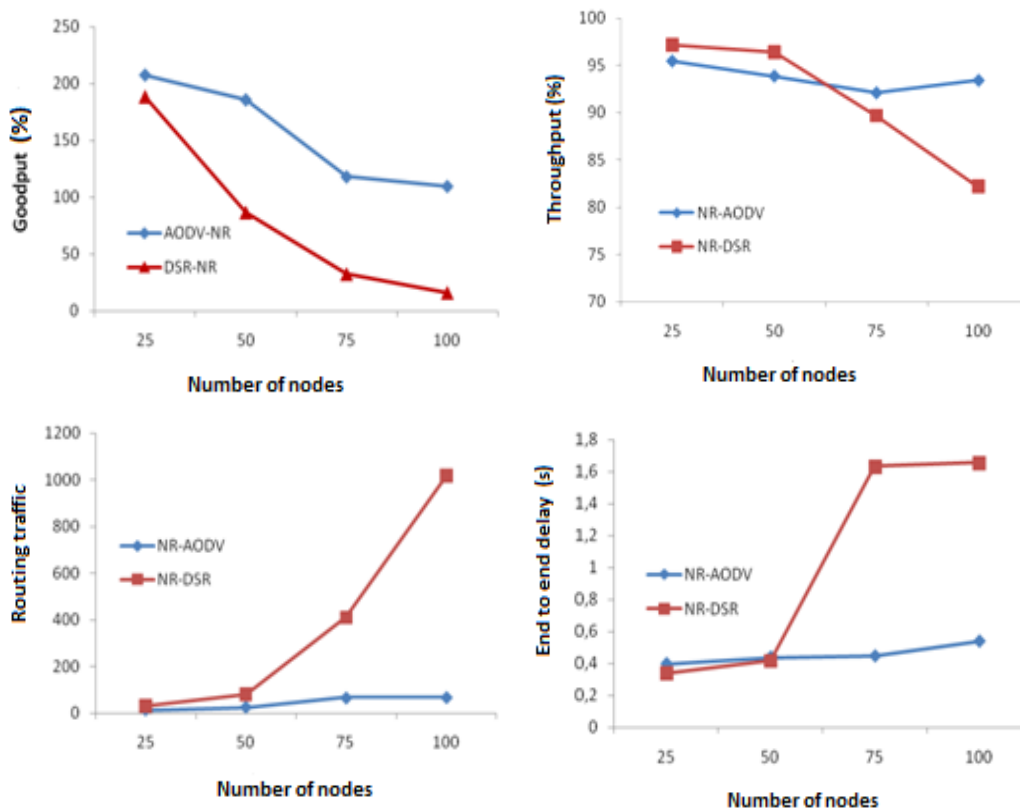 250
200
150
100
50
0
Goodput (%)
AODV-NR
DSR-NR
25 50 75 100
Number of nodes
100
95
90
85
80
75
70
Throughput (%)
NR-AODV
NR-DSR
25 50 75 100
Number of nodes
1200
1000
800
600
400
200
0
Routing traffic
NR-AODV
NR-DSR
25 50 75 100
Number of nodes
1,8
1,6
1,4
1,2
1
0,8
0,6
0,4
0,2
0
End to end delay (s)
NR-AODV
NR-DSR
25 50 75 100
Number of nodes